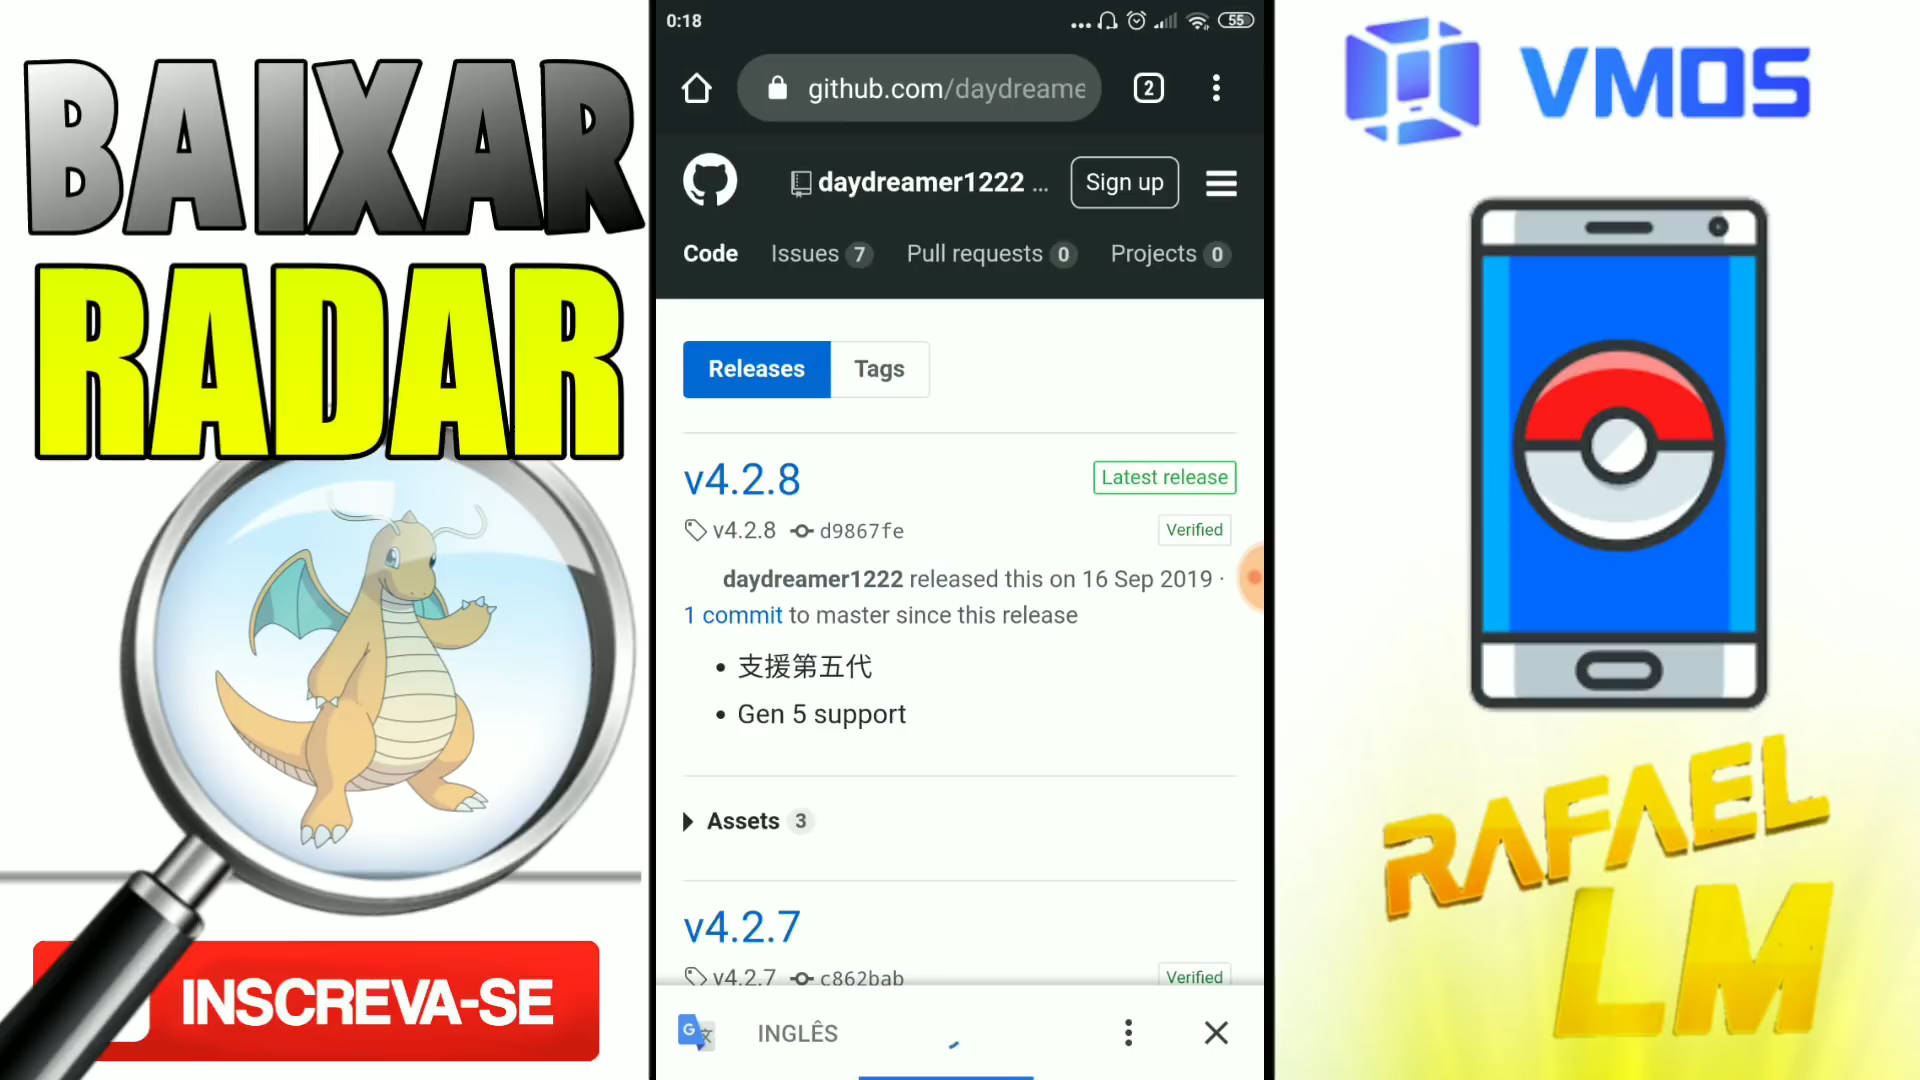 BAIXAR
RADAR
INSCREVA-SE
0:18
55
github.com/daydreame
2
daydreamer1222 ...
Sign up
Code
Issues 7
Pull requests 0
Projects 0
Releases
Tags
v4.2.8
Latest release
v4.2.8
d9867fe
Verified
daydreamer1222 released this on 16 Sep 2019 ·
1 commit to master since this release
• 支援第五代
• Gen 5 support
Assets 3
v4.2.7
v4.2.7
c862bab
Verified
G
文
INGLÊS
VMOS
RAFAEL
LM